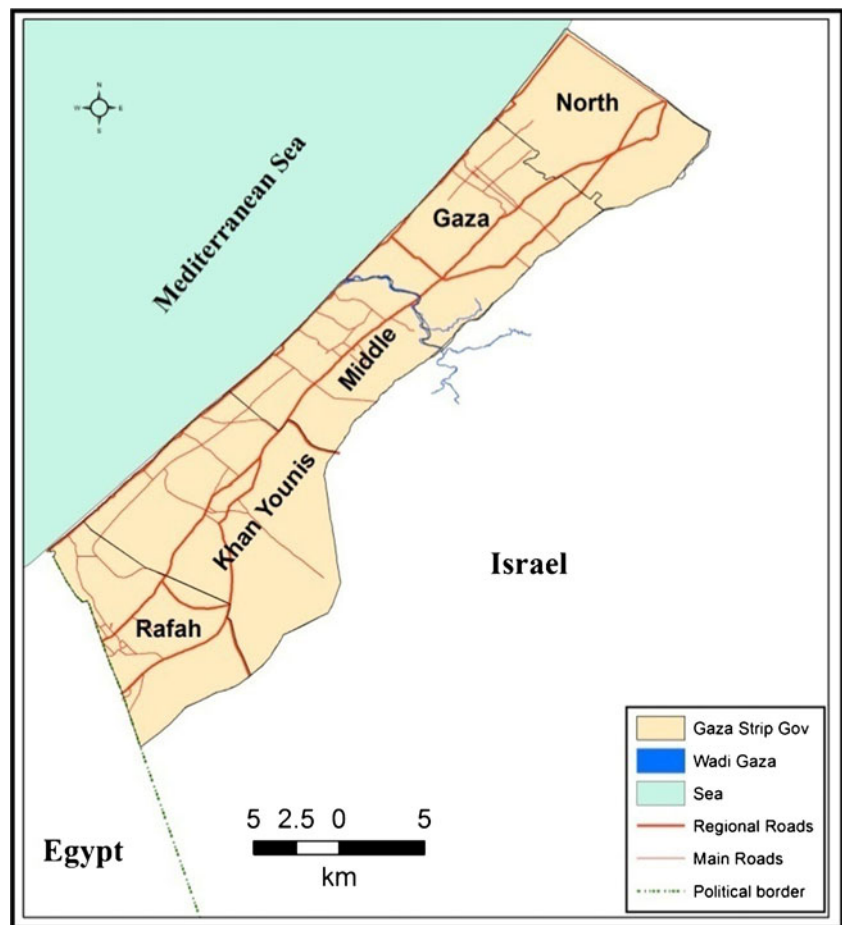 N
W E
S
North
Mediterranean Sea
Gaza
Middle
Khan Younis
Israel
Rafah
Egypt
5 2.5 0 5
km
Gaza Strip Gov
Wadi Gaza
Sea
Regional Roads
Main Roads
Political border